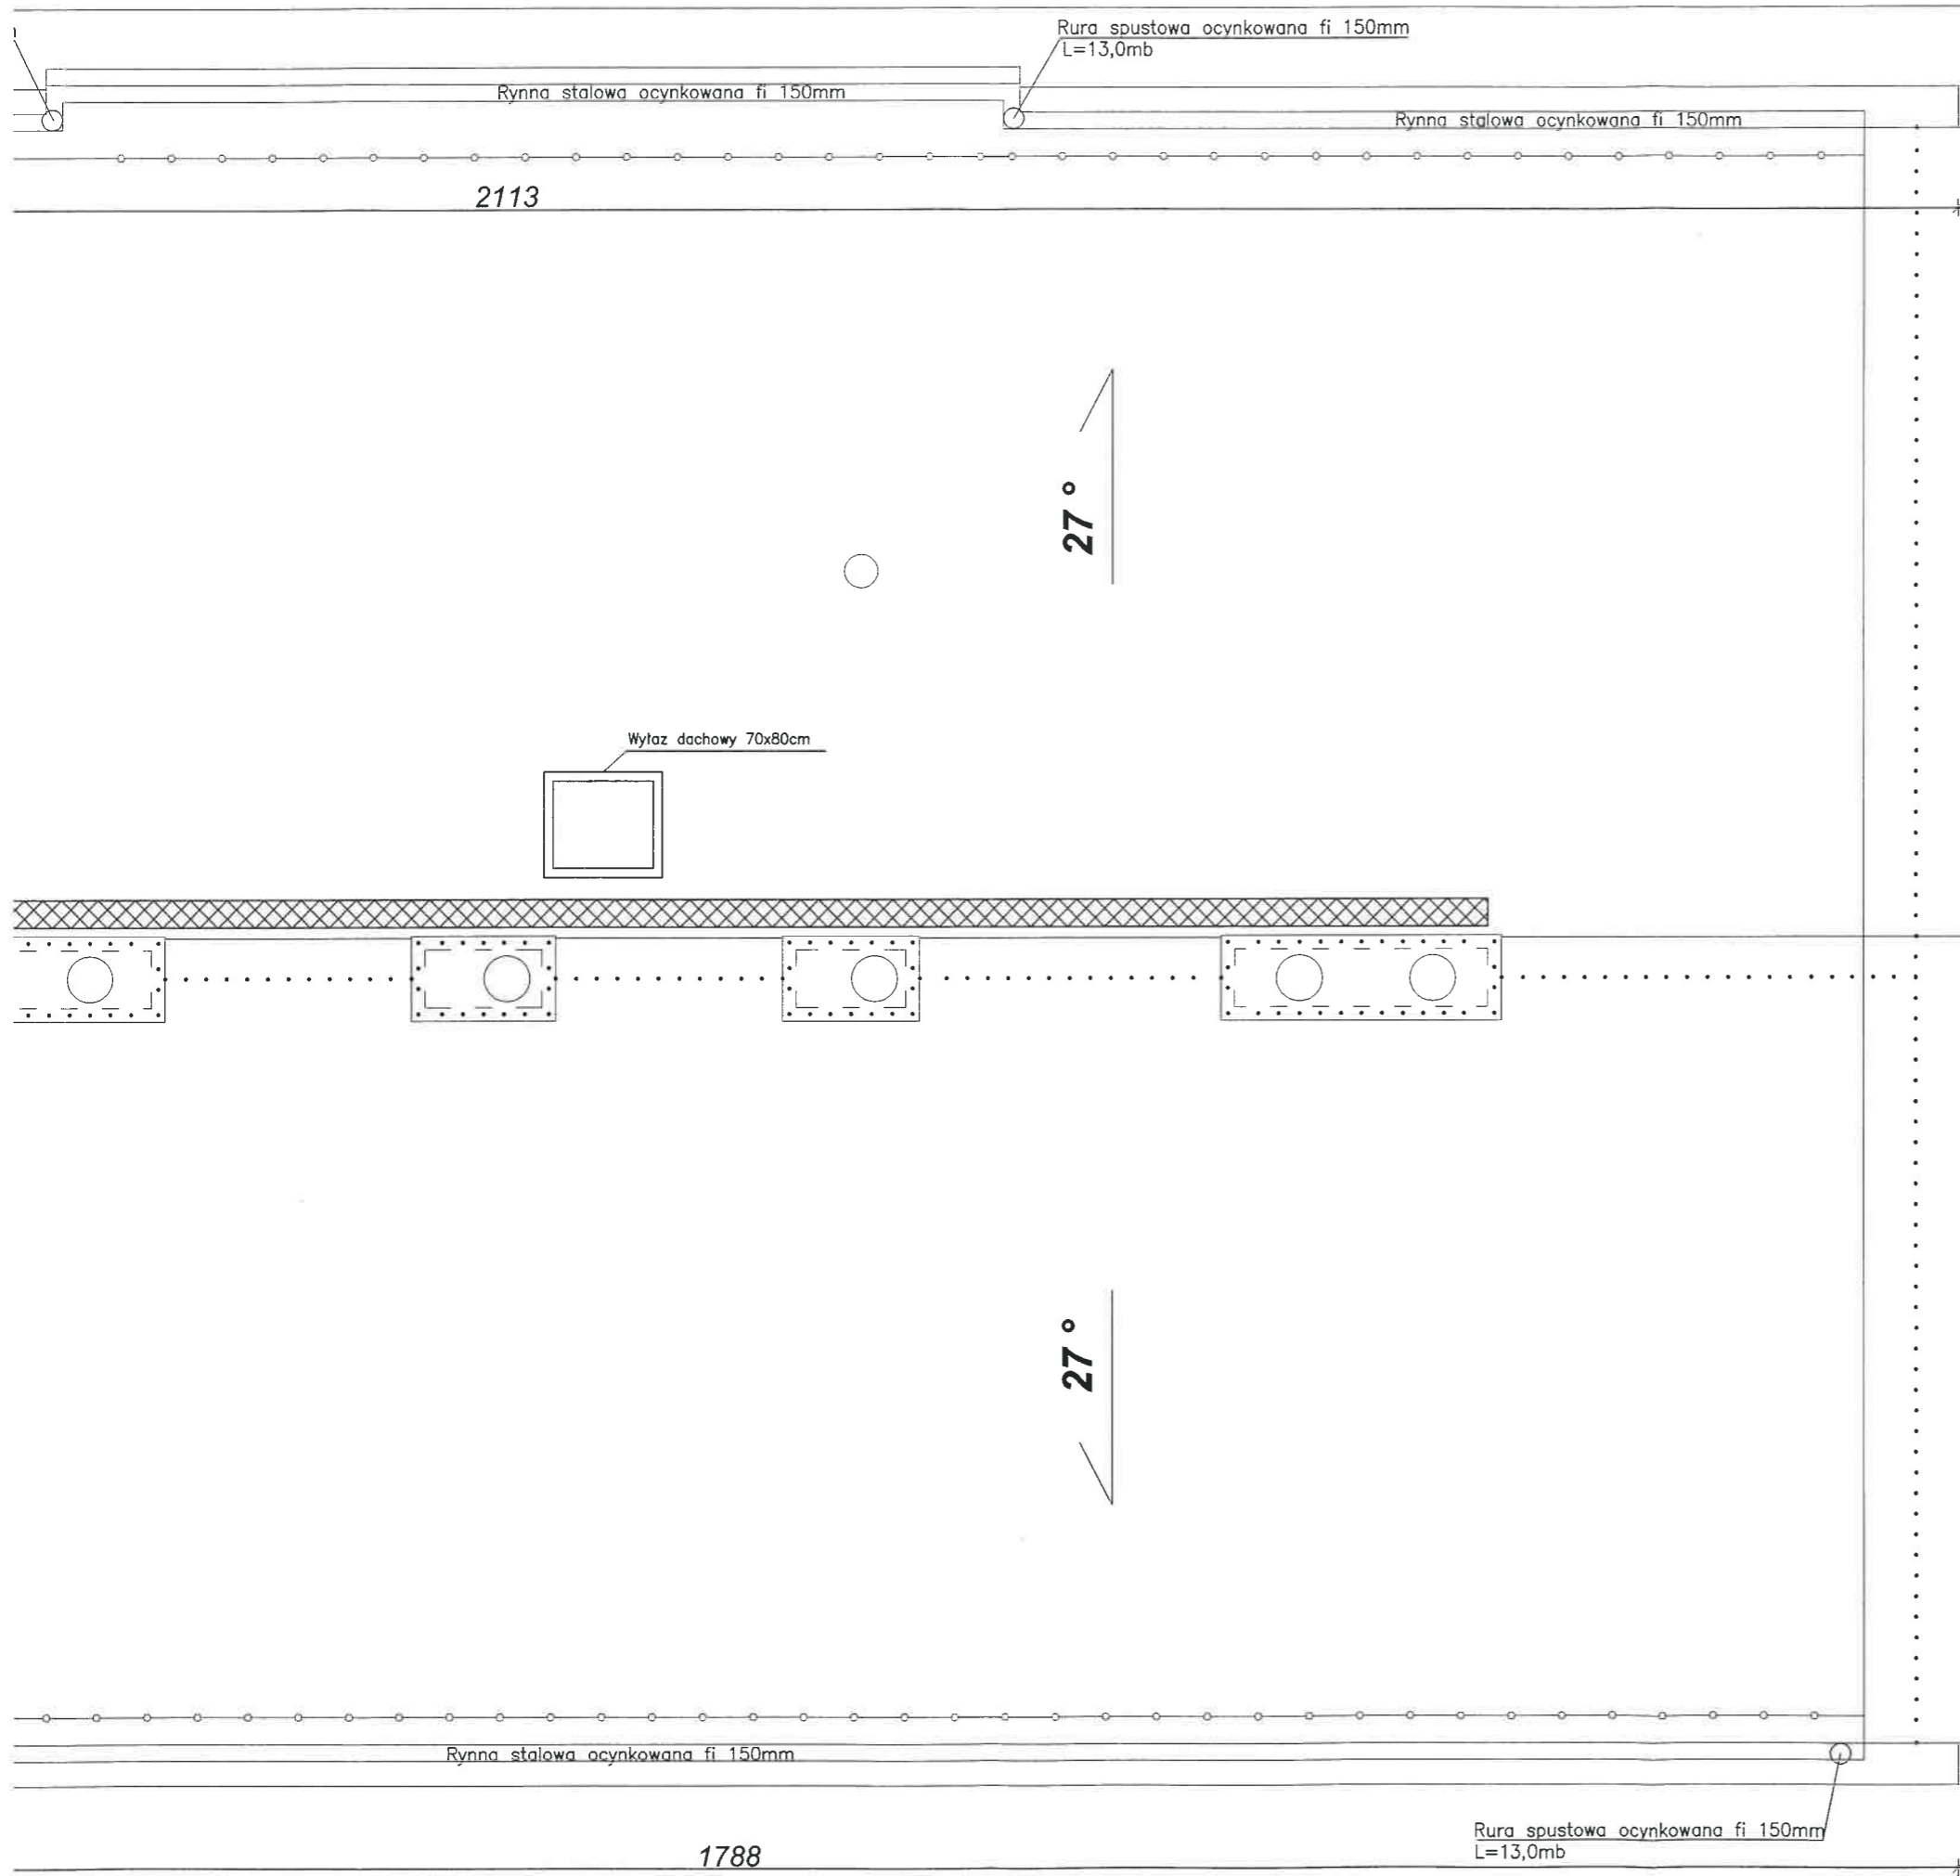 Rura spustowa ocynkowana fi 150mm
L=13,0mb
Rynna stalowa ocynkowana fi 150mm
Rynna stalowa ocynkowana fi 150mm
2113
27°
Wyłaz dachowy 70x80cm
27°
Rynna stalowa ocynkowana fi 150mm
Rura spustowa ocynkowana fi 150mm
L=13,0mb
1788